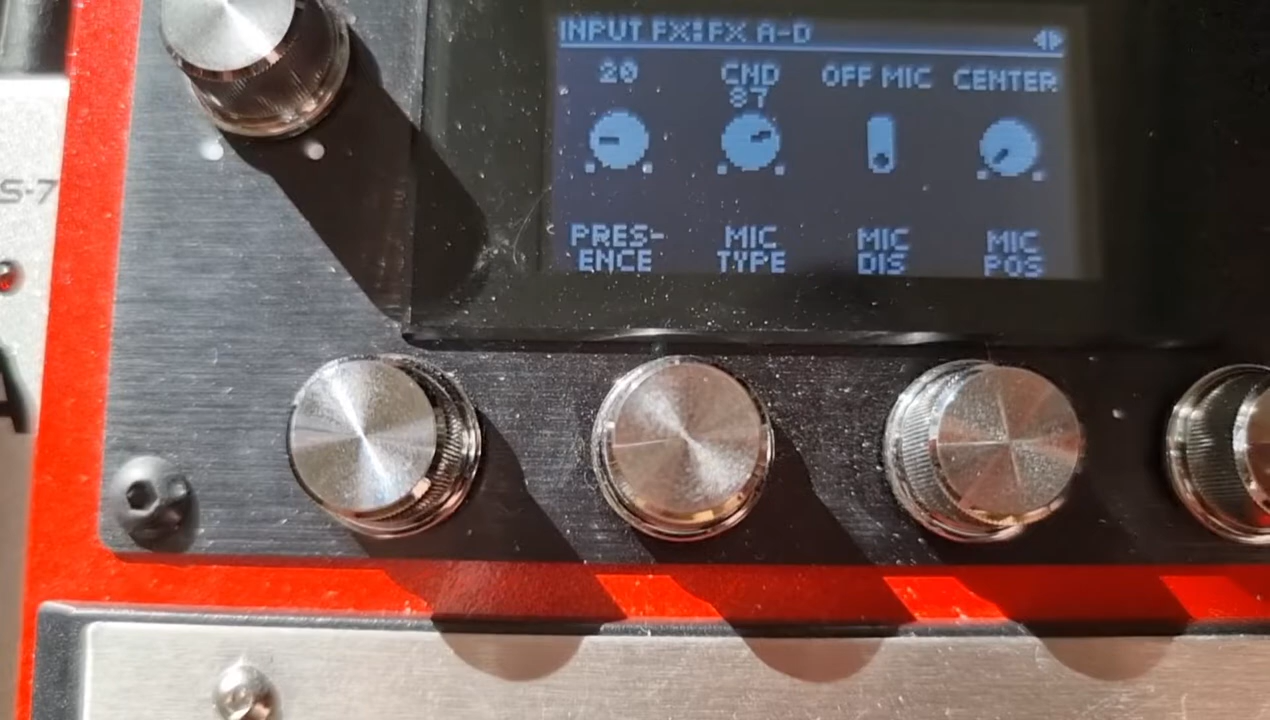 INPUT FX:FX A-D
20
CND
87
OFF MIC
CENTER
PRES-
ENCE
MIC
TYPE
MIC
DIS
MIC
POS
S-7